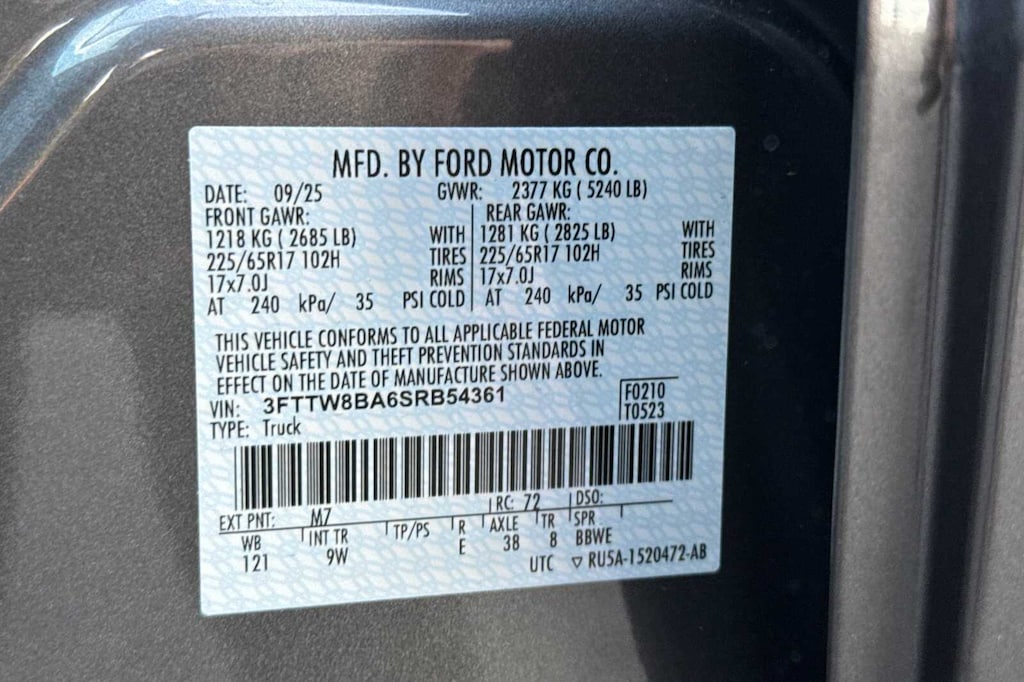 MFD. BY FORD MOTOR CO.
DATE: 09/25 GVWR: 2377 KG ( 5240 LB)
FRONT GAWR: REAR GAWR:
1218 KG ( 2685 LB) WITH 1281 KG ( 2825 LB) WITH
225/65R17 102H TIRES 225/65R17 102H TIRES
17x7.0J RIMS 17x7.0J RIMS
AT 240 kPa/ 35 PSI COLD AT 240 kPa/ 35 PSI COLD
THIS VEHICLE CONFORMS TO ALL APPLICABLE FEDERAL MOTOR
VEHICLE SAFETY AND THEFT PREVENTION STANDARDS IN
EFFECT ON THE DATE OF MANUFACTURE SHOWN ABOVE.
VIN: 3FTTW8BA6SRB54361 F0210
TYPE: Truck T0523
EXT PNT: M7 RC: 72 DSO:
WB INT TR TP/PS R AXLE TR SPR
121 9W E 38 8 BBWE
UTC ▽ RU5A-1520472-AB